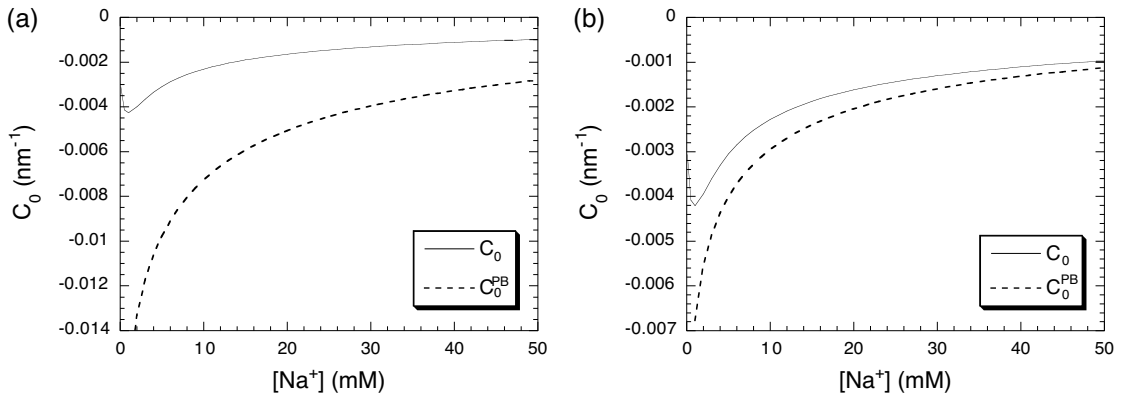 (a)
0
-0.002
-0.004
-0.006
-0.008
-0.01
-0.012
-0.014
C₀ (nm⁻¹)
0 10 20 30 40 50
[Na⁺] (mM)
C₀
C₀ᴾᴮ
(b)
0
-0.001
-0.002
-0.003
-0.004
-0.005
-0.006
-0.007
C₀ (nm⁻¹)
0 10 20 30 40 50
[Na⁺] (mM)
C₀
C₀ᴾᴮ